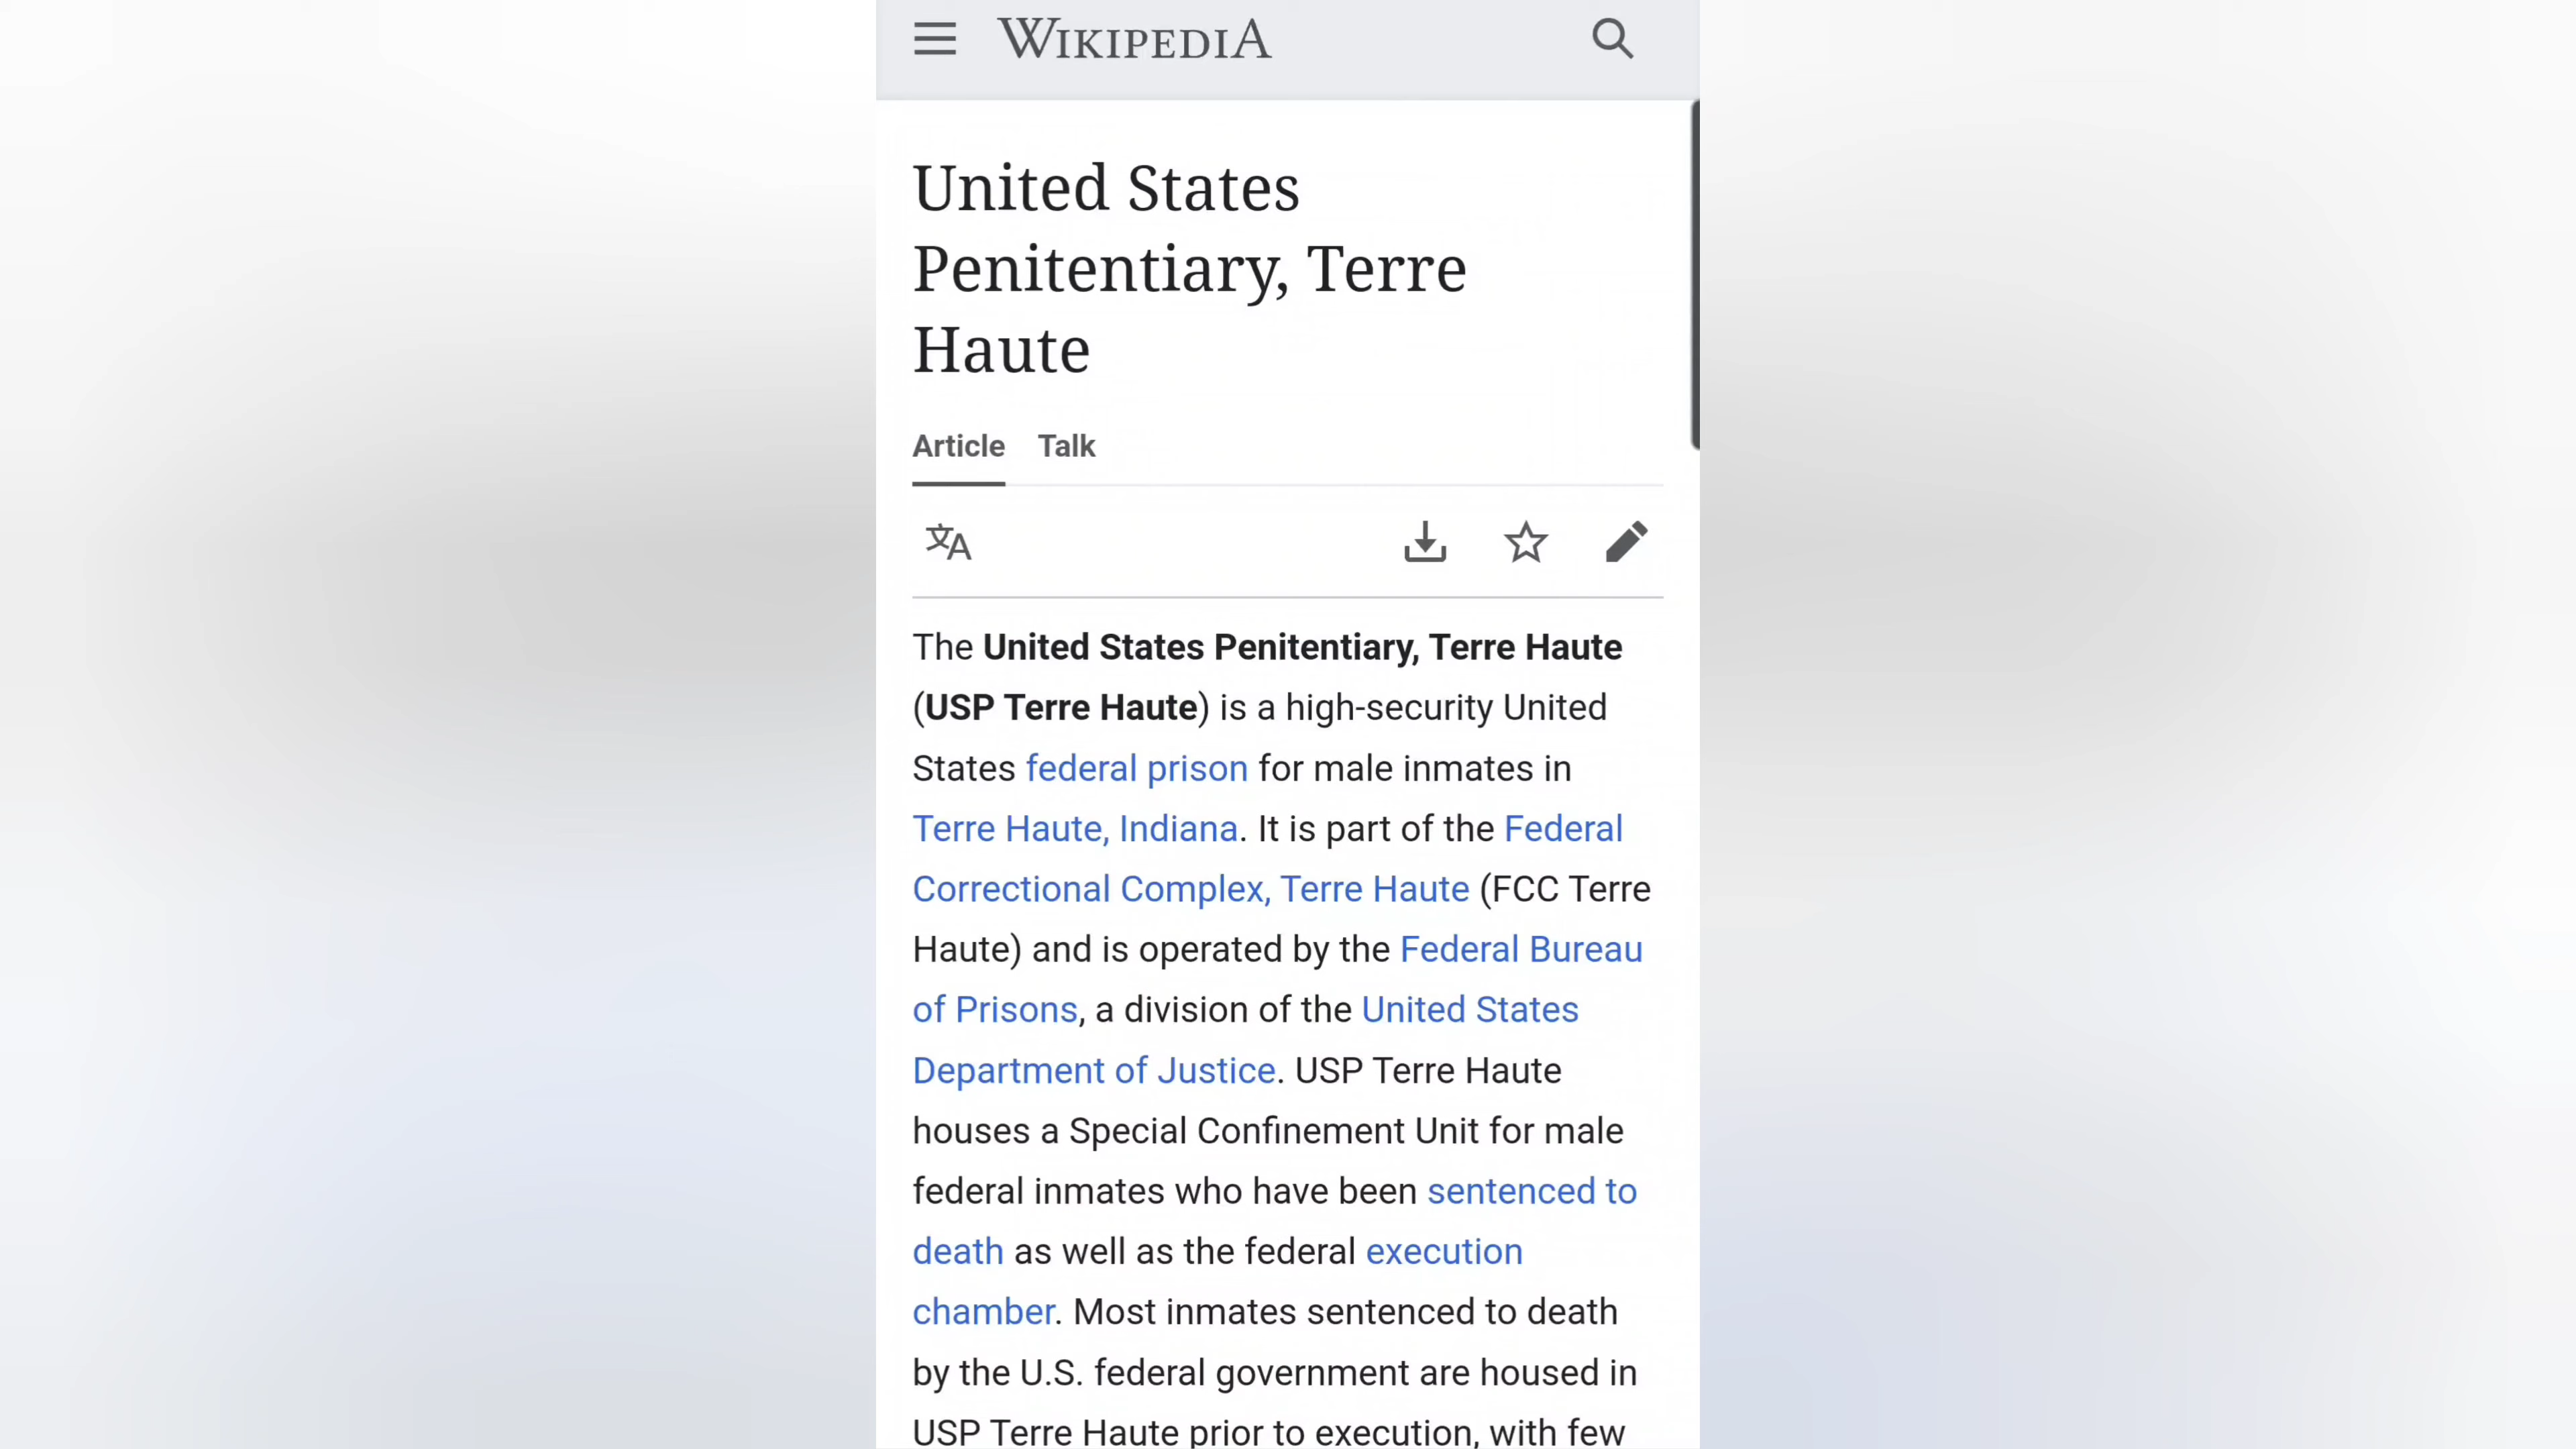 WIKIPEDIA
United States
Penitentiary, Terre
Haute
Article Talk
文A
The United States Penitentiary, Terre Haute
(USP Terre Haute) is a high-security United
States federal prison for male inmates in
Terre Haute, Indiana. It is part of the Federal
Correctional Complex, Terre Haute (FCC Terre
Haute) and is operated by the Federal Bureau
of Prisons, a division of the United States
Department of Justice. USP Terre Haute
houses a Special Confinement Unit for male
federal inmates who have been sentenced to
death as well as the federal execution
chamber. Most inmates sentenced to death
by the U.S. federal government are housed in
USP Terre Haute prior to execution, with few